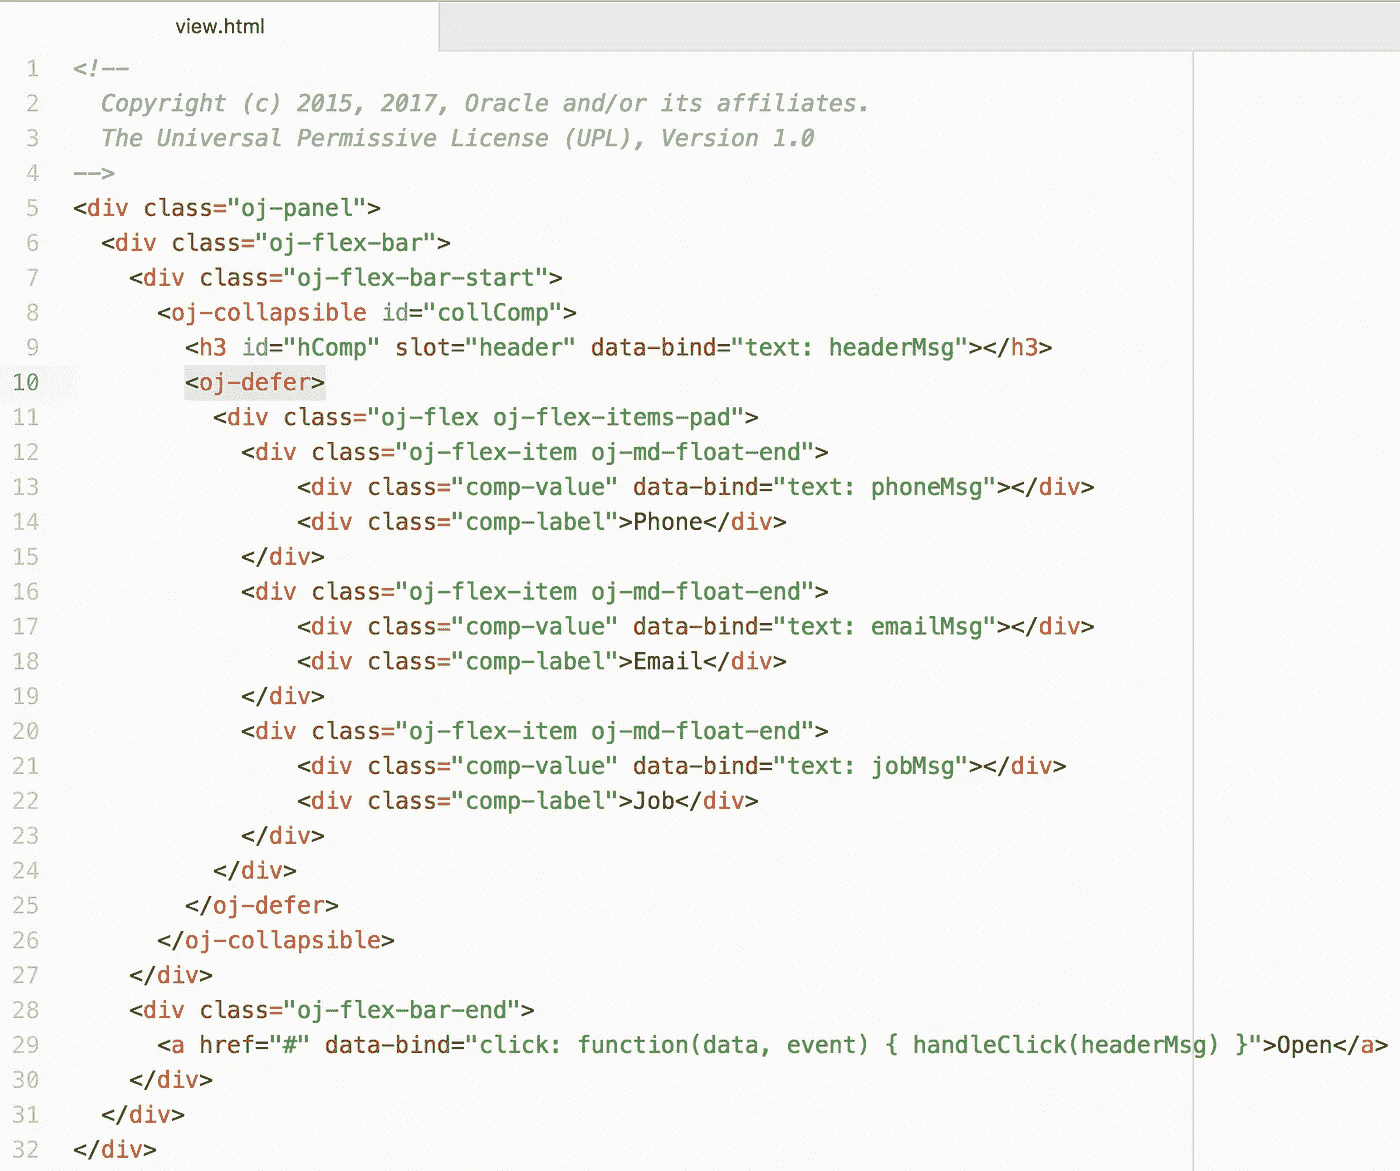 view.html
1 <!--
2   Copyright (c) 2015, 2017, Oracle and/or its affiliates.
3   The Universal Permissive License (UPL), Version 1.0
4 -->
5 <div class="oj-panel">
6   <div class="oj-flex-bar">
7     <div class="oj-flex-bar-start">
8       <oj-collapsible id="collComp">
9         <h3 id="hComp" slot="header" data-bind="text: headerMsg"></h3>
10         <oj-defer>
11           <div class="oj-flex oj-flex-items-pad">
12             <div class="oj-flex-item oj-md-float-end">
13                 <div class="comp-value" data-bind="text: phoneMsg"></div>
14                 <div class="comp-label">Phone</div>
15             </div>
16             <div class="oj-flex-item oj-md-float-end">
17                 <div class="comp-value" data-bind="text: emailMsg"></div>
18                 <div class="comp-label">Email</div>
19             </div>
20             <div class="oj-flex-item oj-md-float-end">
21                 <div class="comp-value" data-bind="text: jobMsg"></div>
22                 <div class="comp-label">Job</div>
23             </div>
24           </div>
25         </oj-defer>
26       </oj-collapsible>
27     </div>
28     <div class="oj-flex-bar-end">
29       <a href="#" data-bind="click: function(data, event) { handleClick(headerMsg) }">Open</a>
30     </div>
31   </div>
32 </div>